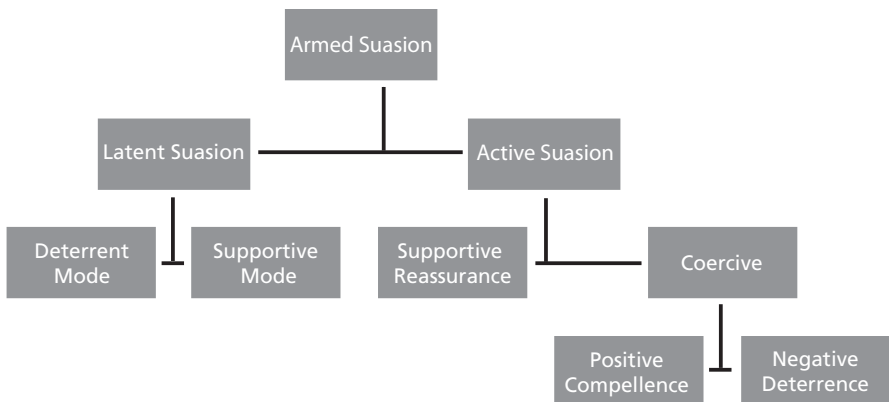 Armed Suasion
Latent Suasion
Active Suasion
Deterrent
Mode
Supportive
Mode
Supportive
Reassurance
Coercive
Positive
Compellence
Negative
Deterrence